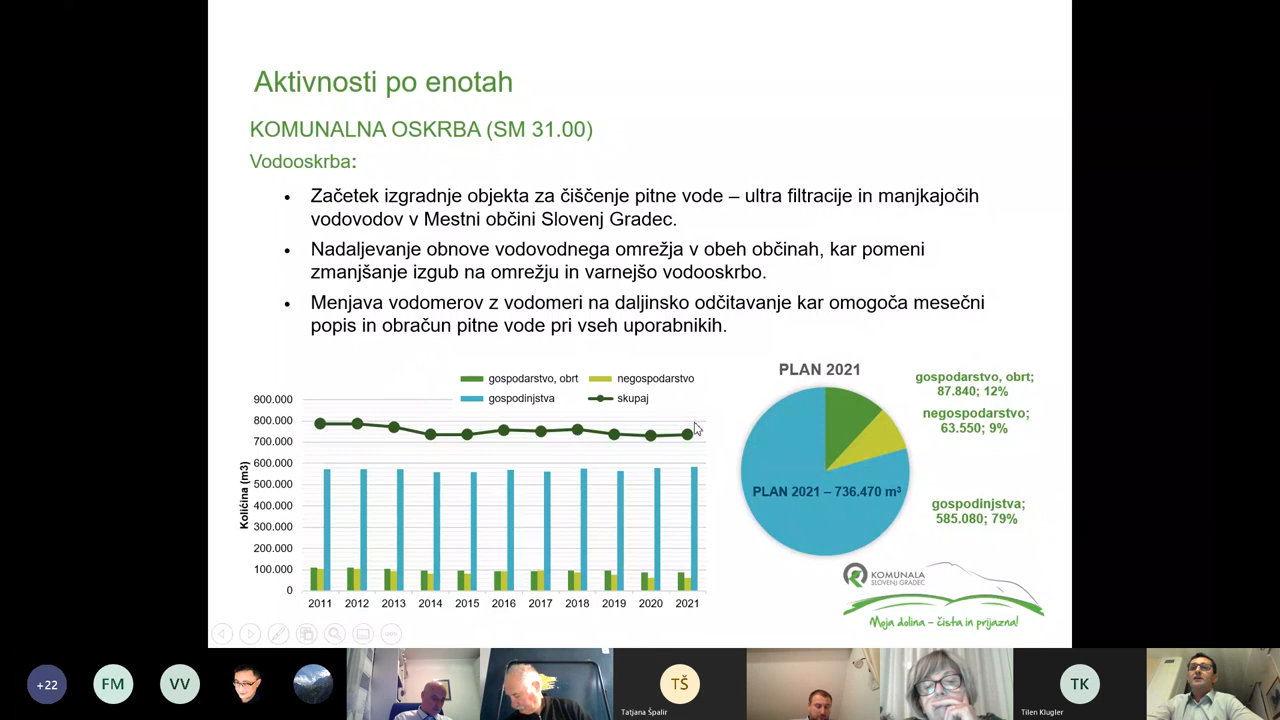 Aktivnosti po enotah
KOMUNALNA OSKRBA (SM 31.00)
Vodooskrba:
• Začetek izgradnje objekta za čiščenje pitne vode – ultra filtracije in manjkajočih
vodovodov v Mestni občini Slovenj Gradec.
• Nadaljevanje obnove vodovodnega omrežja v obeh občinah, kar pomeni
zmanjšanje izgub na omrežju in varnejšo vodooskrbo.
• Menjava vodomerov z vodomeri na daljinsko odčitavanje kar omogoča mesečni
popis in obračun pitne vode pri vseh uporabnikih.
gospodarstvo, obrt
negospodarstvo
gospodinjstva
skupaj
Količina (m3)
900.000
800.000
700.000
600.000
500.000
400.000
300.000
200.000
100.000
0
2011 2012 2013 2014 2015 2016 2017 2018 2019 2020 2021
PLAN 2021
gospodarstvo, obrt;
87.840; 12%
negospodarstvo;
63.550; 9%
PLAN 2021 – 736.470 m³
gospodinjstva;
585.080; 79%
KOMUNALA
SLOVENJ GRADEC
Moja dolina – čista in prijazna!
+22
FM
VV
TŠ
Tatjana Špalir
TK
Tilen Klugler